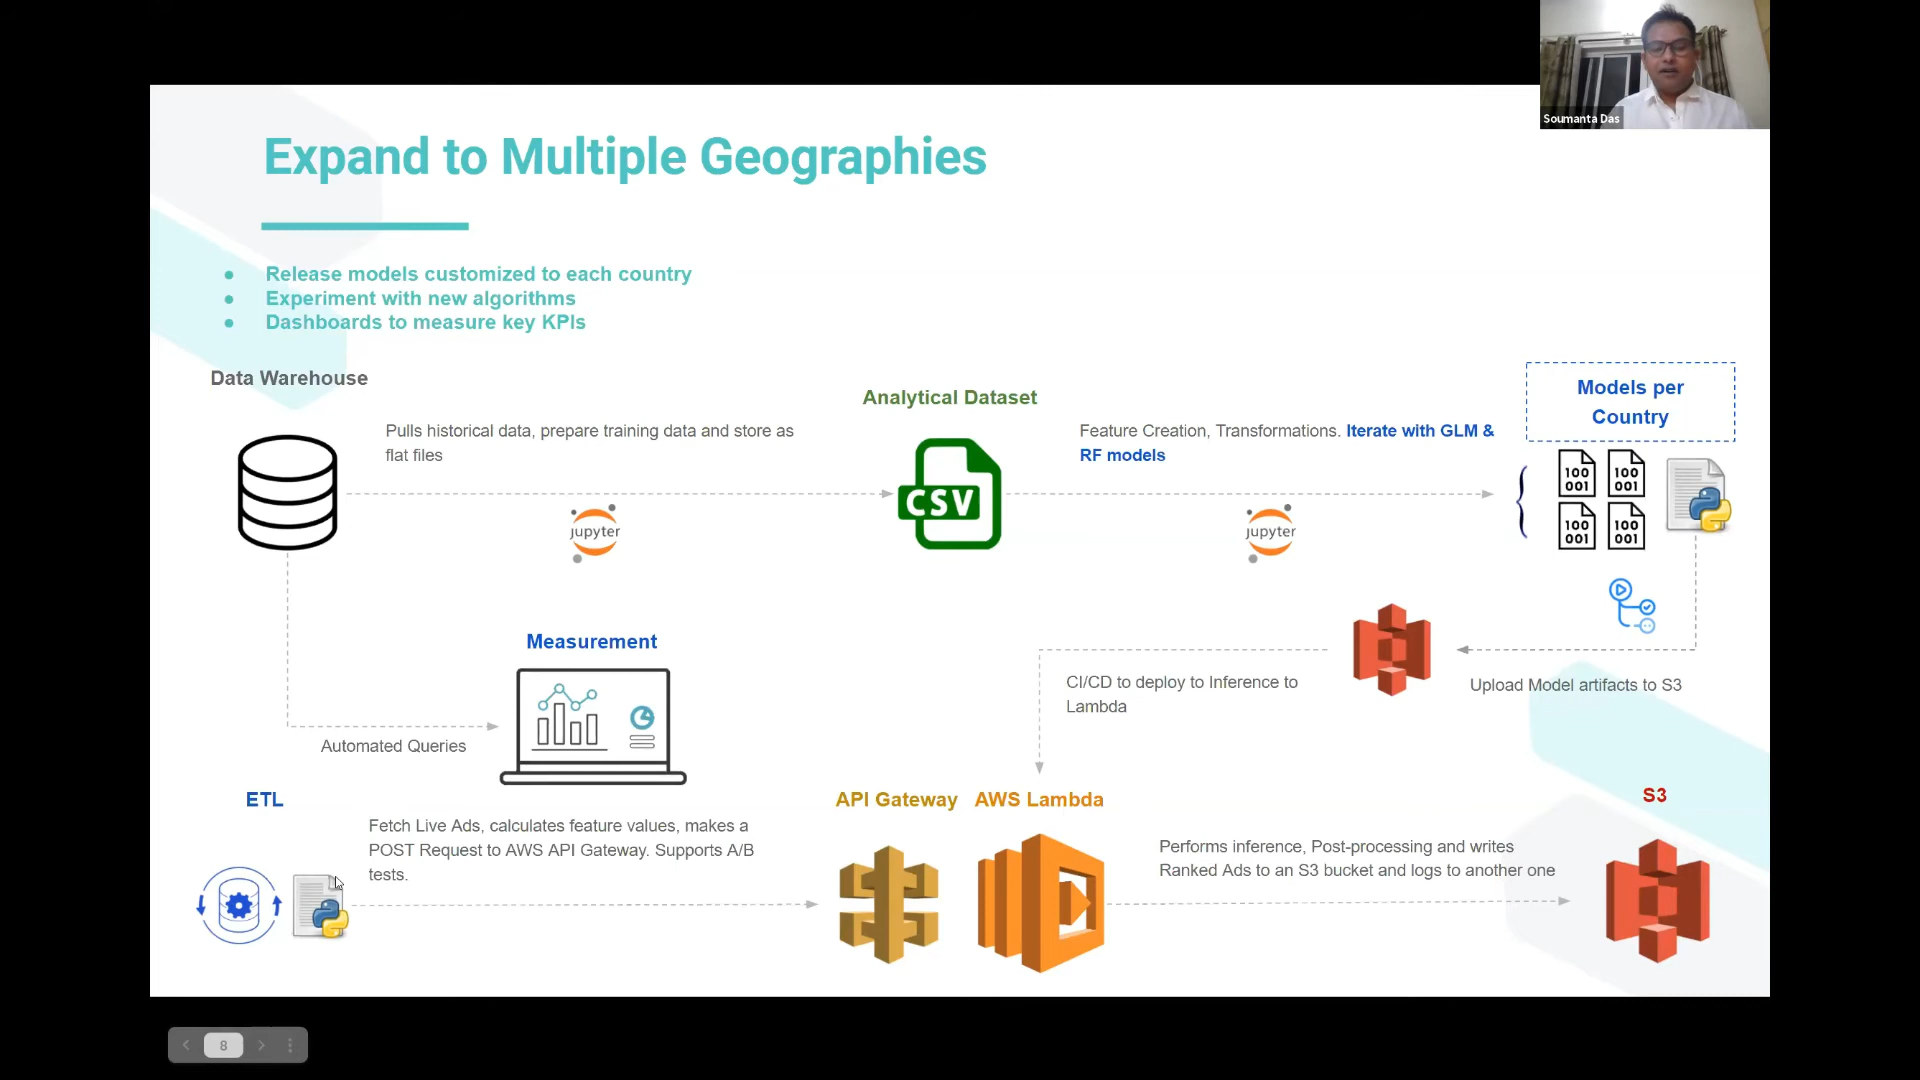 Soumanta Das
Expand to Multiple Geographies
● Release models customized to each country
● Experiment with new algorithms
● Dashboards to measure key KPIs
Data Warehouse
Pulls historical data, prepare training data and store as
flat files
jupyter
Analytical Dataset
CSV
Feature Creation, Transformations. Iterate with GLM &
RF models
jupyter
Models per
Country
100
001
100
001
100
001
100
001
Measurement
Automated Queries
CI/CD to deploy to Inference to
Lambda
Upload Model artifacts to S3
ETL
Fetch Live Ads, calculates feature values, makes a
POST Request to AWS API Gateway. Supports A/B
tests.
API Gateway
AWS Lambda
Performs inference, Post-processing and writes
Ranked Ads to an S3 bucket and logs to another one
S3
8